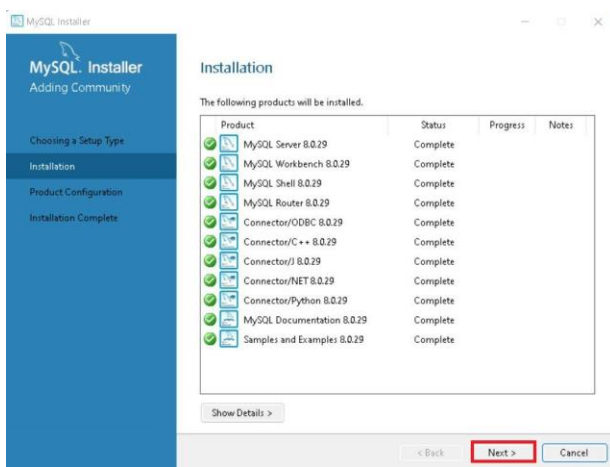 MySQL Installer
MySQL. Installer
Adding Community
Choosing a Setup Type
Installation
Product Configuration
Installation Complete
Installation
The following products will be installed.
Product Status Progress Notes
MySQL Server 8.0.29 Complete
MySQL Workbench 8.0.29 Complete
MySQL Shell 8.0.29 Complete
MySQL Router 8.0.29 Complete
Connector/ODBC 8.0.29 Complete
Connector/C++ 8.0.29 Complete
Connector/J 8.0.29 Complete
Connector/NET 8.0.29 Complete
Connector/Python 8.0.29 Complete
MySQL Documentation 8.0.29 Complete
Samples and Examples 8.0.29 Complete
Show Details >
< Back Next > Cancel